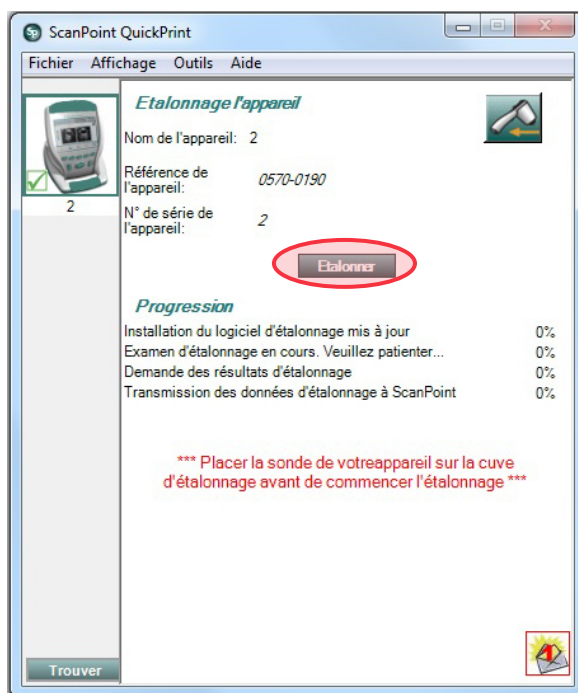 ScanPoint QuickPrint
Fichier Affichage Outils Aide
2
Etalonnage l'appareil
Nom de l'appareil: 2
Référence de
l'appareil: 0570-0190
N° de série de
l'appareil: 2
Etalonner
Progression
Installation du logiciel d'étalonnage mis à jour 0%
Examen d'étalonnage en cours. Veuillez patienter... 0%
Demande des résultats d'étalonnage 0%
Transmission des données d'étalonnage à ScanPoint 0%
*** Placer la sonde de votreappareil sur la cuve
d'étalonnage avant de commencer l'étalonnage ***
Trouver